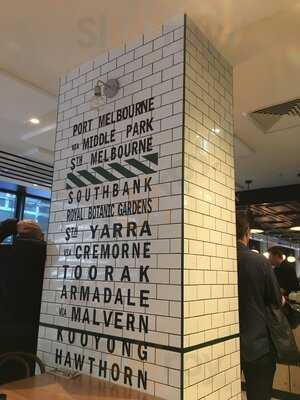 PORT MELBOURNE
VIA MIDDLE PARK
STH MELBOURNE
SOUTHBANK
ROYAL BOTANIC GARDENS
STH YARRA
VIA CREMORNE
TOORAK
ARMADALE
VIA MALVERN
KOOYONG
HAWTHORN